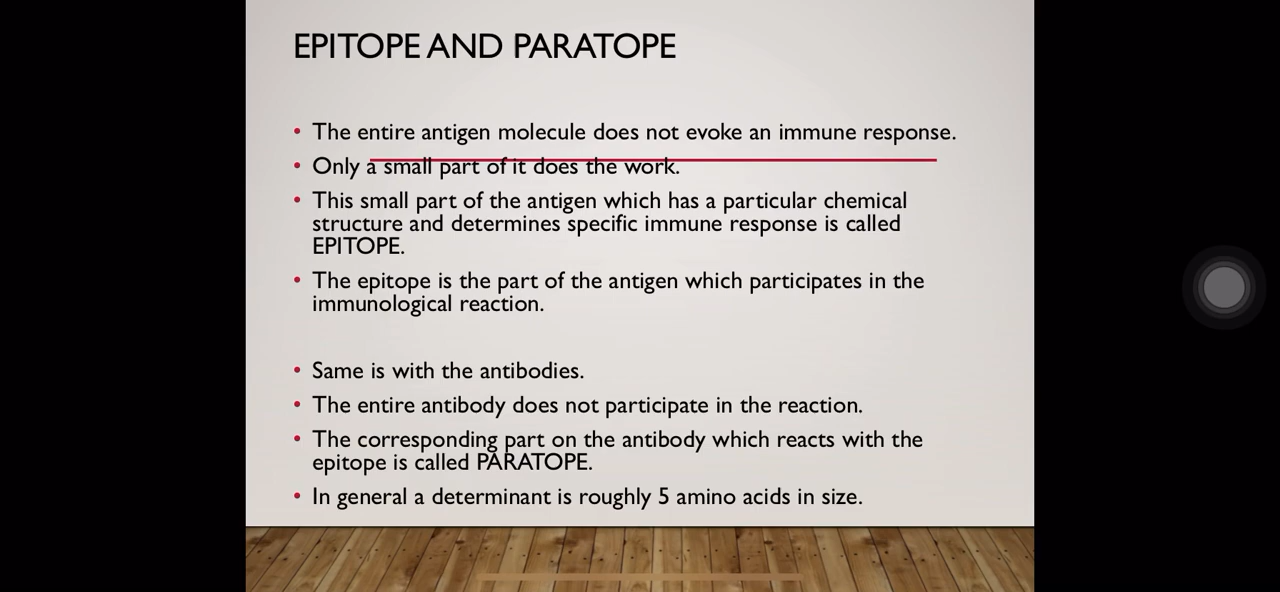 EPITOPE AND PARATOPE
• The entire antigen molecule does not evoke an immune response.
• Only a small part of it does the work.
• This small part of the antigen which has a particular chemical
structure and determines specific immune response is called
EPITOPE.
• The epitope is the part of the antigen which participates in the
immunological reaction.
• Same is with the antibodies.
• The entire antibody does not participate in the reaction.
• The corresponding part on the antibody which reacts with the
epitope is called PARATOPE.
• In general a determinant is roughly 5 amino acids in size.